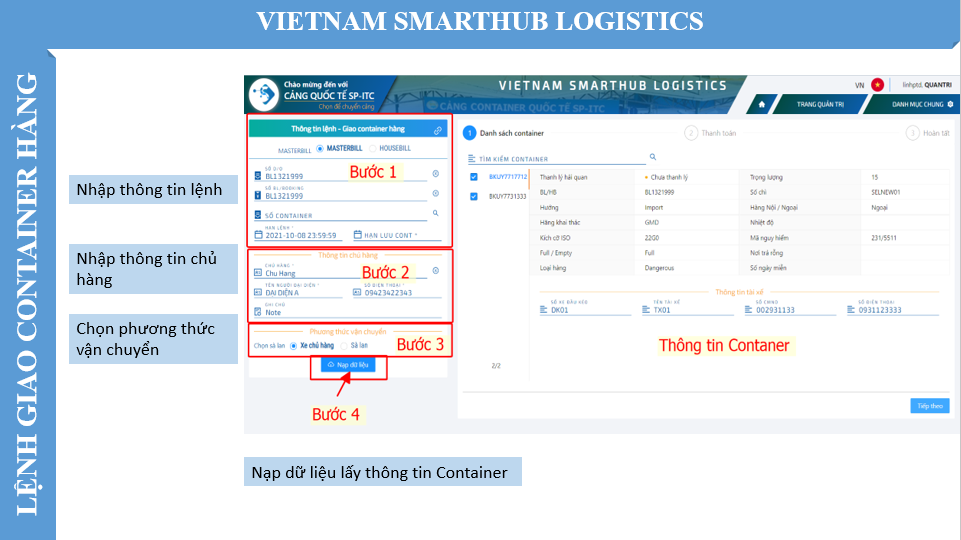 VIETNAM SMARTHUB LOGISTICS
LỆNH GIAO CONTAINER HÀNG
Nhập thông tin lệnh
Nhập thông tin chủ
hàng
Chọn phương thức
vận chuyển
Chào mừng đến với
CẢNG QUỐC TẾ SP-ITC
Chọn để chuyển cảng
VIETNAM SMARTHUB LOGISTICS
CẢNG CONTAINER QUỐC TẾ SP-ITC
VN
linhptd, QUANTRI
TRANG QUẢN TRỊ
DANH MỤC CHUNG
Thông tin lệnh - Giao container hàng
MASTERBILL MASTERBILL HOUSEBILL
Bước 1
SỐ D/O
BL1321999
SỐ BL/BOOKING
BL1321999
SỐ CONTAINER
HẠN LỆNH *
2021-10-08 23:59:59
HẠN LƯU CONT *
Thông tin chủ hàng
Bước 2
CHỦ HÀNG *
Chu Hang
TÊN NGƯỜI ĐẠI DIỆN *
DAI DIỆN A
SỐ ĐIỆN THOẠI *
09423422343
GHI CHÚ
Note
Phương thức vận chuyển
Chọn sà lan Xe chủ hàng Sà lan
Bước 3
Nạp dữ liệu
Bước 4
1 Danh sách container
2 Thanh toán
3 Hoàn tất
TÌM KIẾM CONTAINER
BKUY7717712
BKUY7731333
2/2
Thanh lý hải quan Chưa thanh lý Trọng lượng 15
BL/HB BL1321999 Số chì SELNEW01
Hướng Import Hàng Nội / Ngoại Ngoại
Hãng khai thác GMD Nhiệt độ
Kích cỡ ISO 22G0 Mã nguy hiểm 231/5511
Full / Empty Full Nơi trả rỗng
Loại hàng Dangerous Số ngày miễn
Thông tin tài xế
SỐ XE ĐẦU KÉO
DK01
TÊN TÀI XẾ
TX01
SỐ CMND
002931133
SỐ ĐIỆN THOẠI
0931123333
Thông tin Contaner
Tiếp theo
Nạp dữ liệu lấy thông tin Container